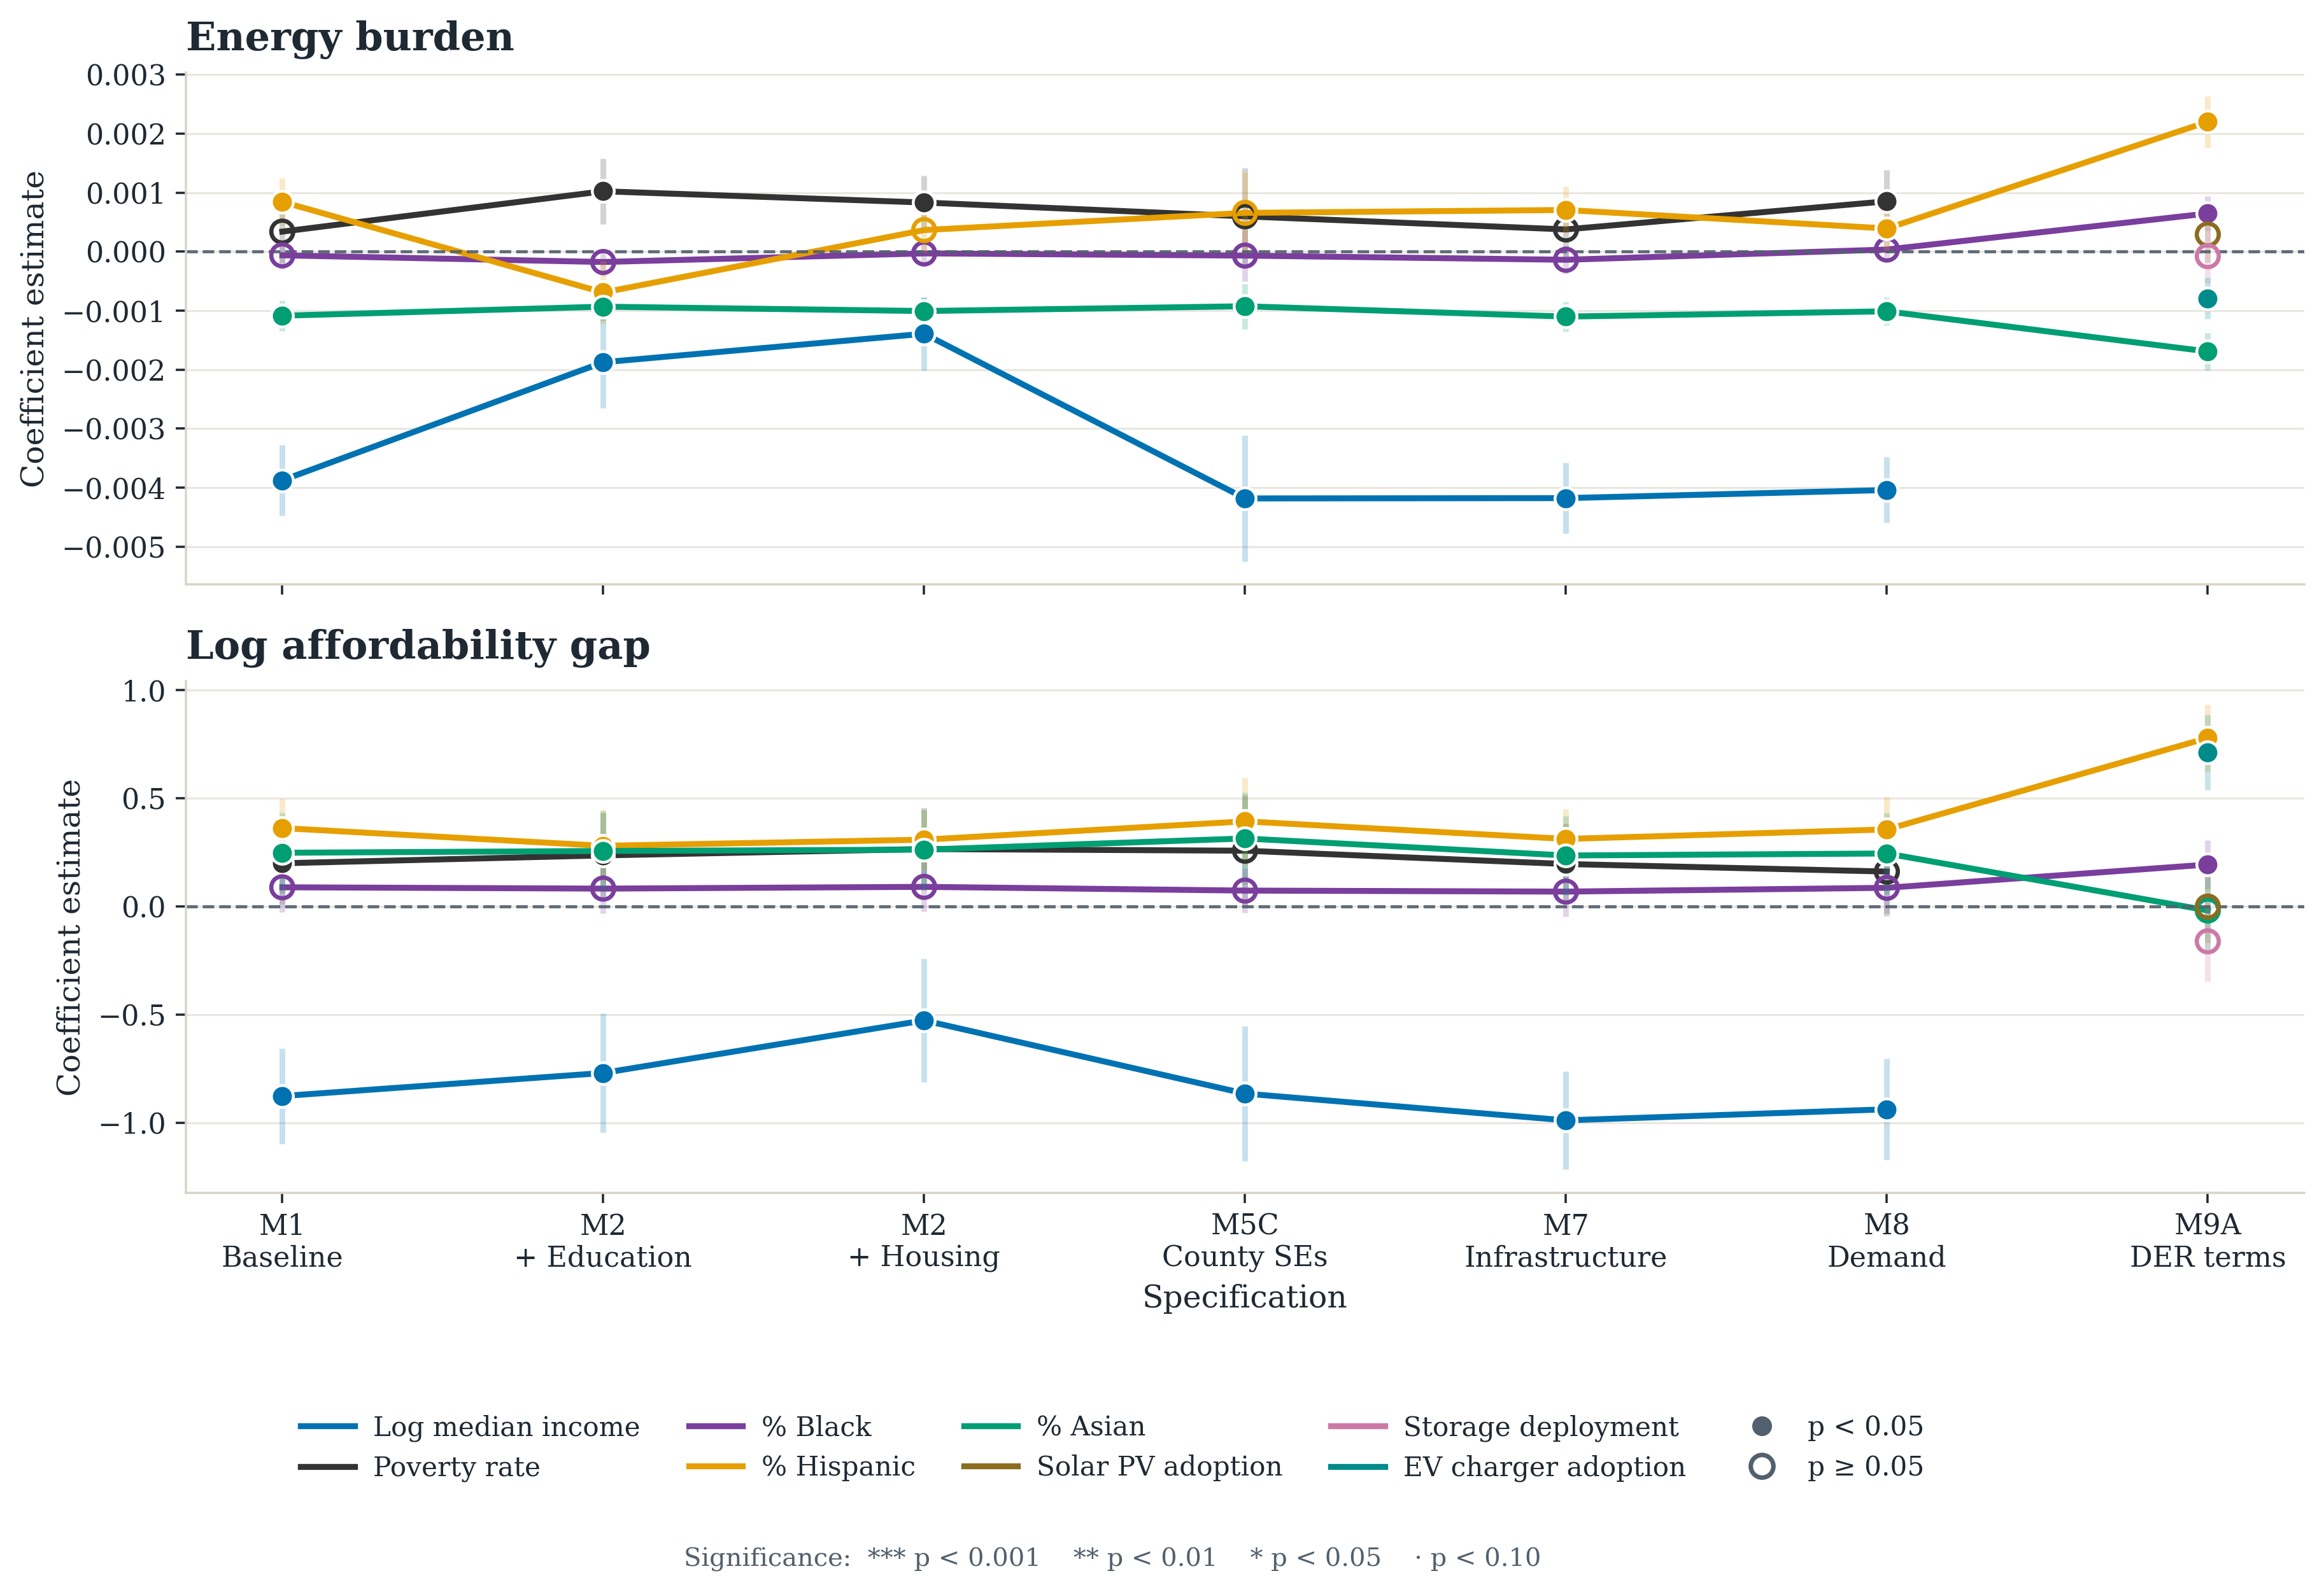 Energy burden
0.003
0.002
0.001
0.000
−0.001
−0.002
−0.003
−0.004
−0.005
Coefficient estimate
Log affordability gap
1.0
0.5
0.0
−0.5
−1.0
Coefficient estimate
M1
Baseline
M2
+ Education
M2
+ Housing
M5C
County SEs
M7
Infrastructure
M8
Demand
M9A
DER terms
Specification
Log median income
Poverty rate
% Black
% Hispanic
% Asian
Solar PV adoption
Storage deployment
EV charger adoption
p < 0.05
p ≥ 0.05
Significance: *** p < 0.001 ** p < 0.01 * p < 0.05 · p < 0.10